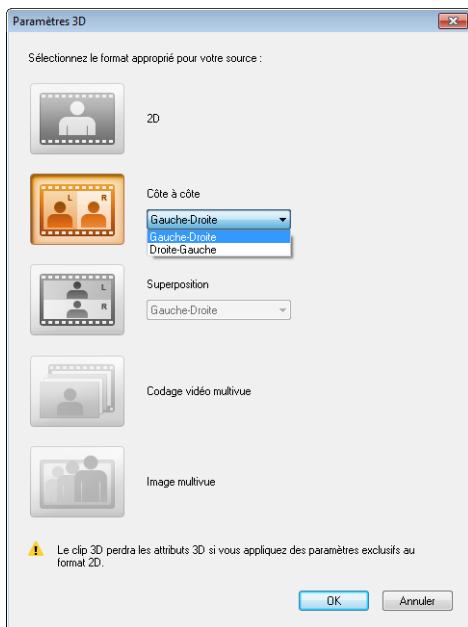 Paramètres 3D
Sélectionnez le format approprié pour votre source :
2D
L R
Côte à côte
Gauche-Droite
Gauche-Droite
Droite-Gauche
L
R
Superposition
Gauche-Droite
Codage vidéo multivue
Image multivue
Le clip 3D perdra les attributs 3D si vous appliquez des paramètres exclusifs au
format 2D.
OK Annuler